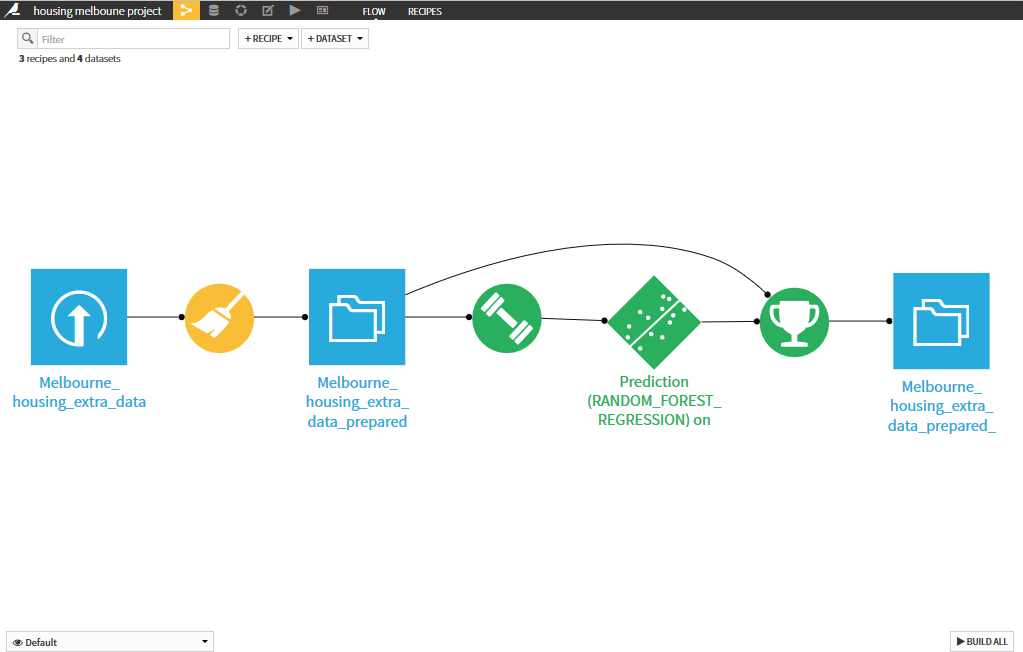 housing melboune project
FLOW
RECIPES
Filter
+ RECIPE
+ DATASET
3 recipes and 4 datasets
Melbourne_
housing_extra_data
Melbourne_
housing_extra_
data_prepared
Prediction
(RANDOM_FOREST_
REGRESSION) on
Melbourne_
housing_extra_
data_prepared_
Default
BUILD ALL